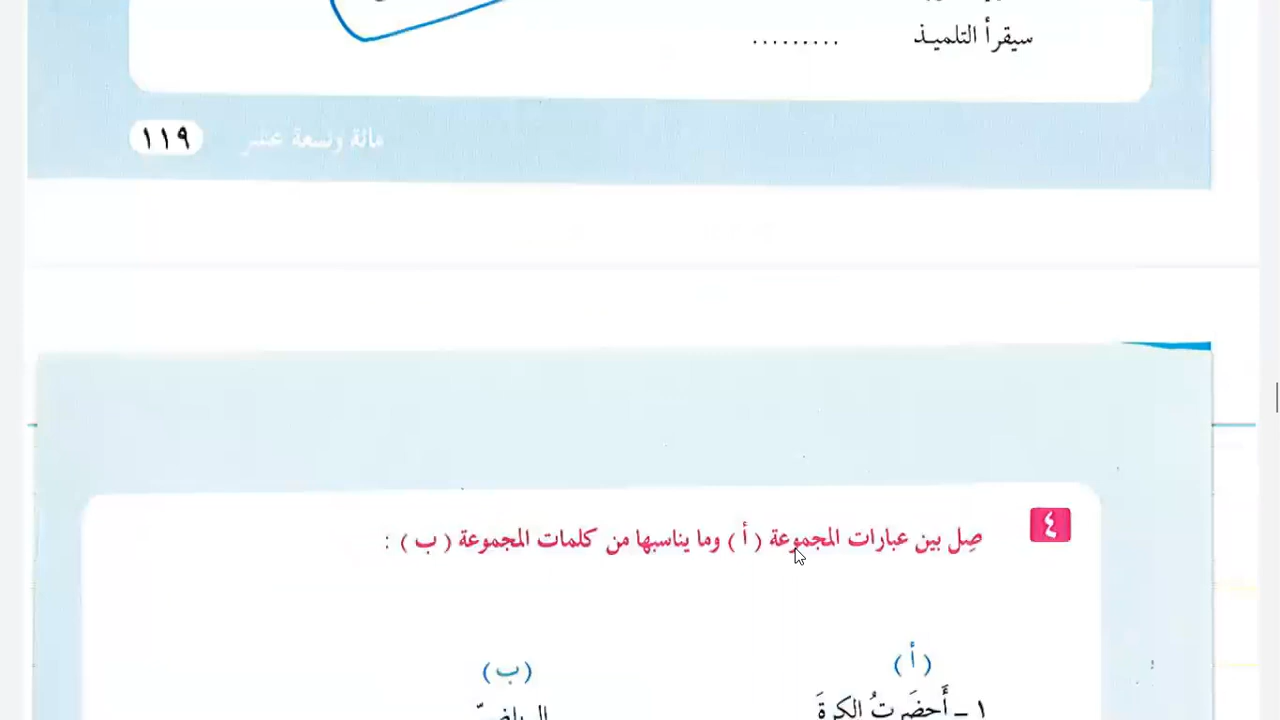 سيقرأ التلميذ .........
مائة وتسعة عشر ١١٩
٤ صِل بين عبارات المجموعة ( أ ) وما يناسبها من كلمات المجموعة ( ب ) :
( أ ) ( ب )
١ - أَحضَرتُ الكرةَ